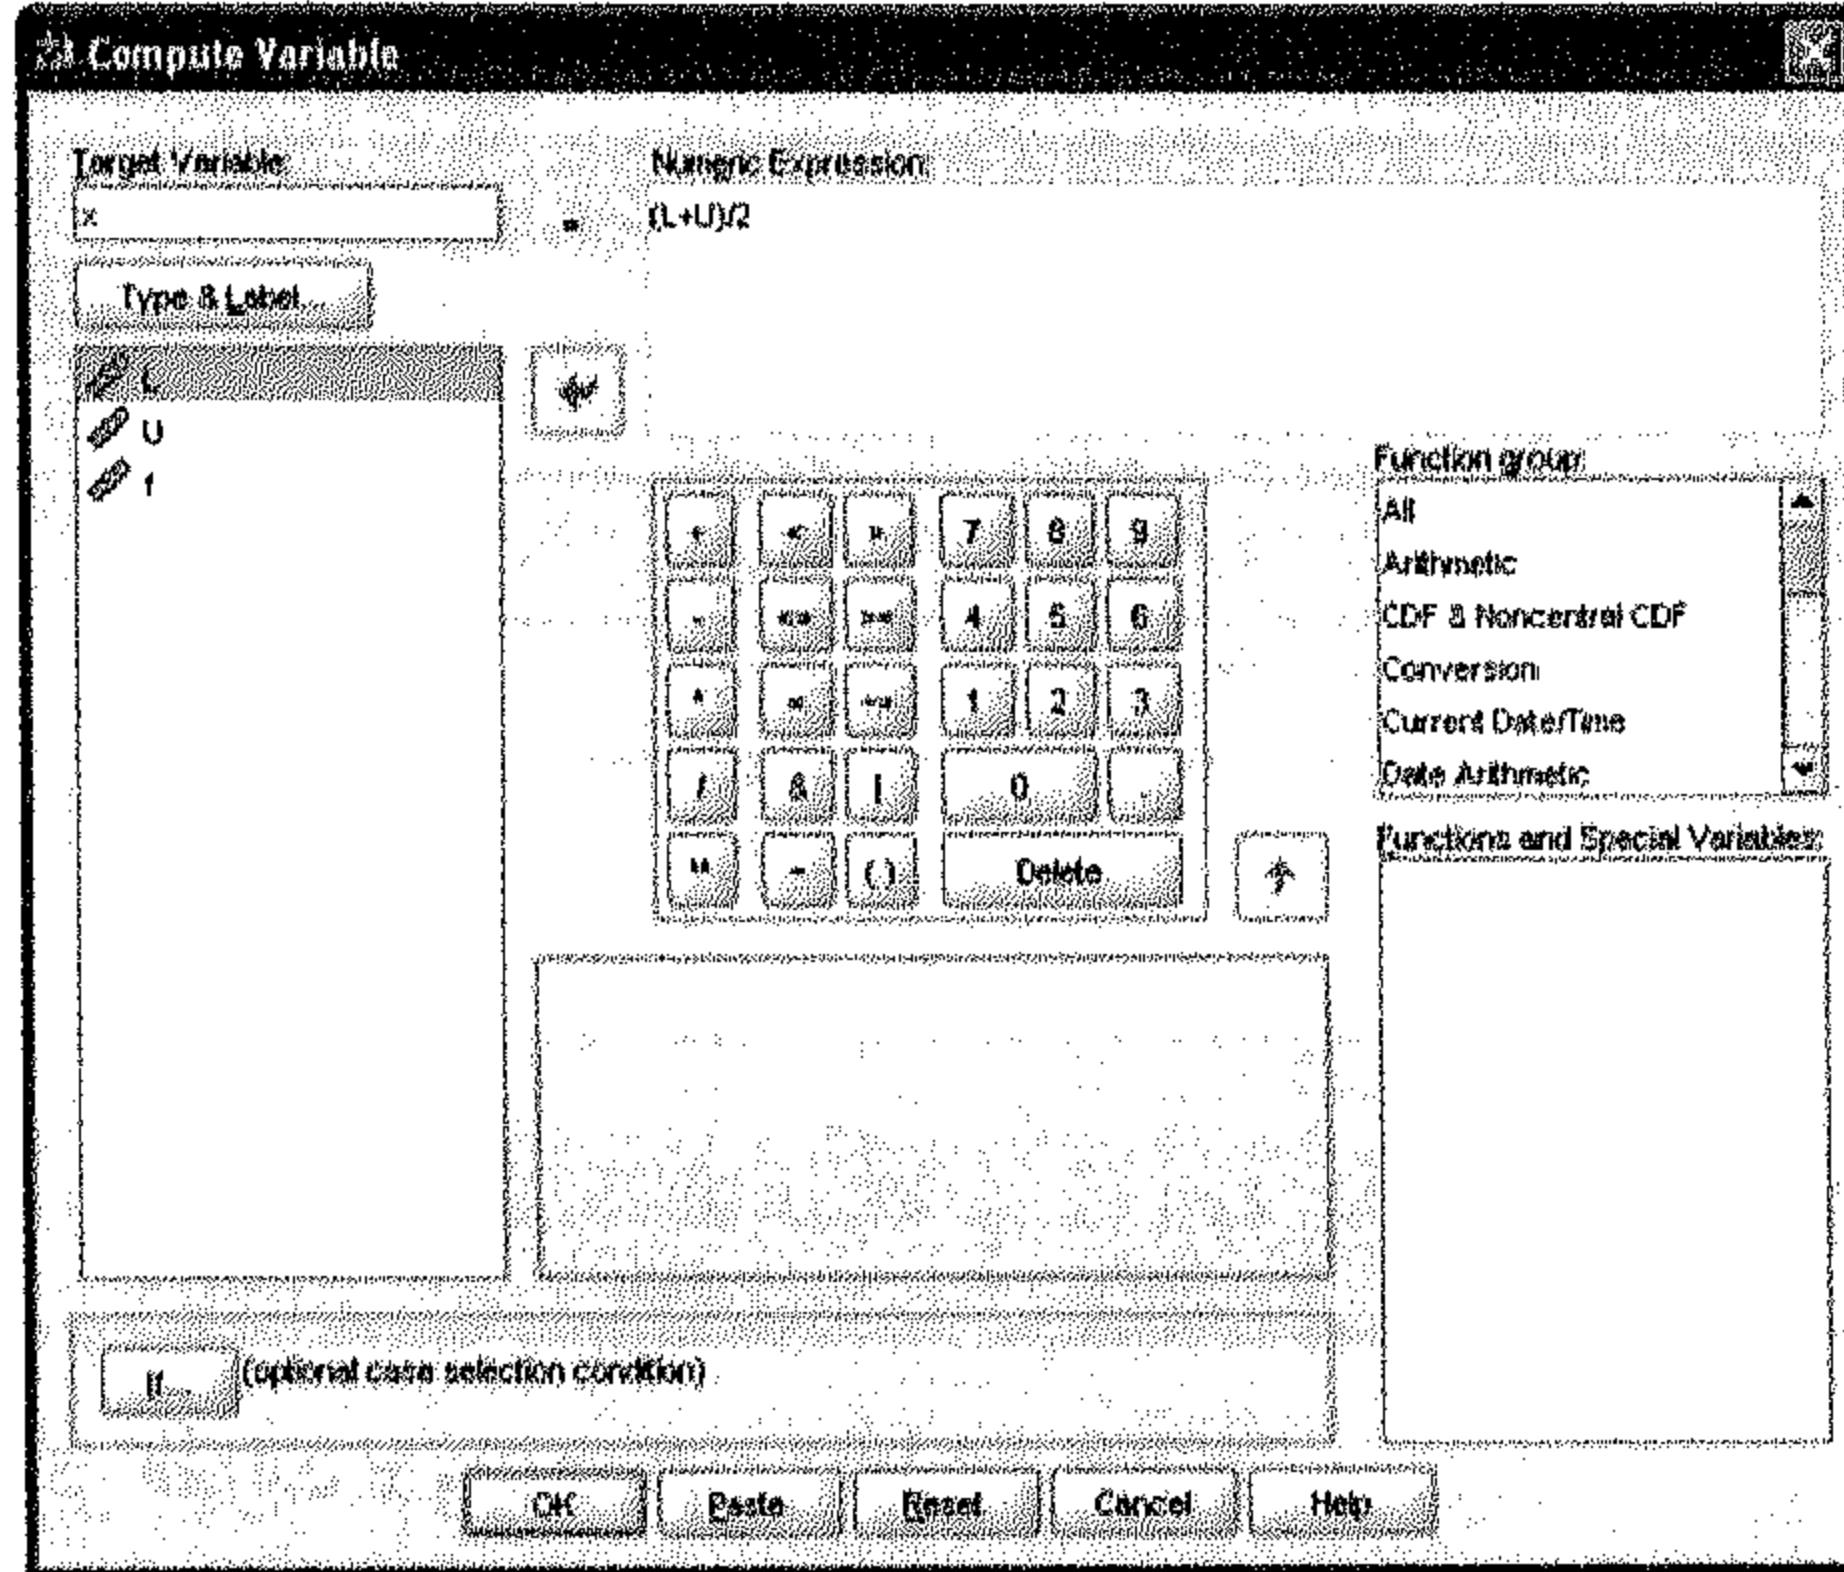 Compute Variable
Target Variable:
x
=
Numeric Expression:
(L+U)/2
Type & Label...
L
U
f
+ < > 7 8 9
- <= >= 4 5 6
* = ~= 1 2 3
/ & | 0 .
** ~ ( ) Delete
Function group:
All
Arithmetic
CDF & Noncentral CDF
Conversion
Current Date/Time
Date Arithmetic
Functions and Special Variables:
If...
(optional case selection condition)
OK
Paste
Reset
Cancel
Help